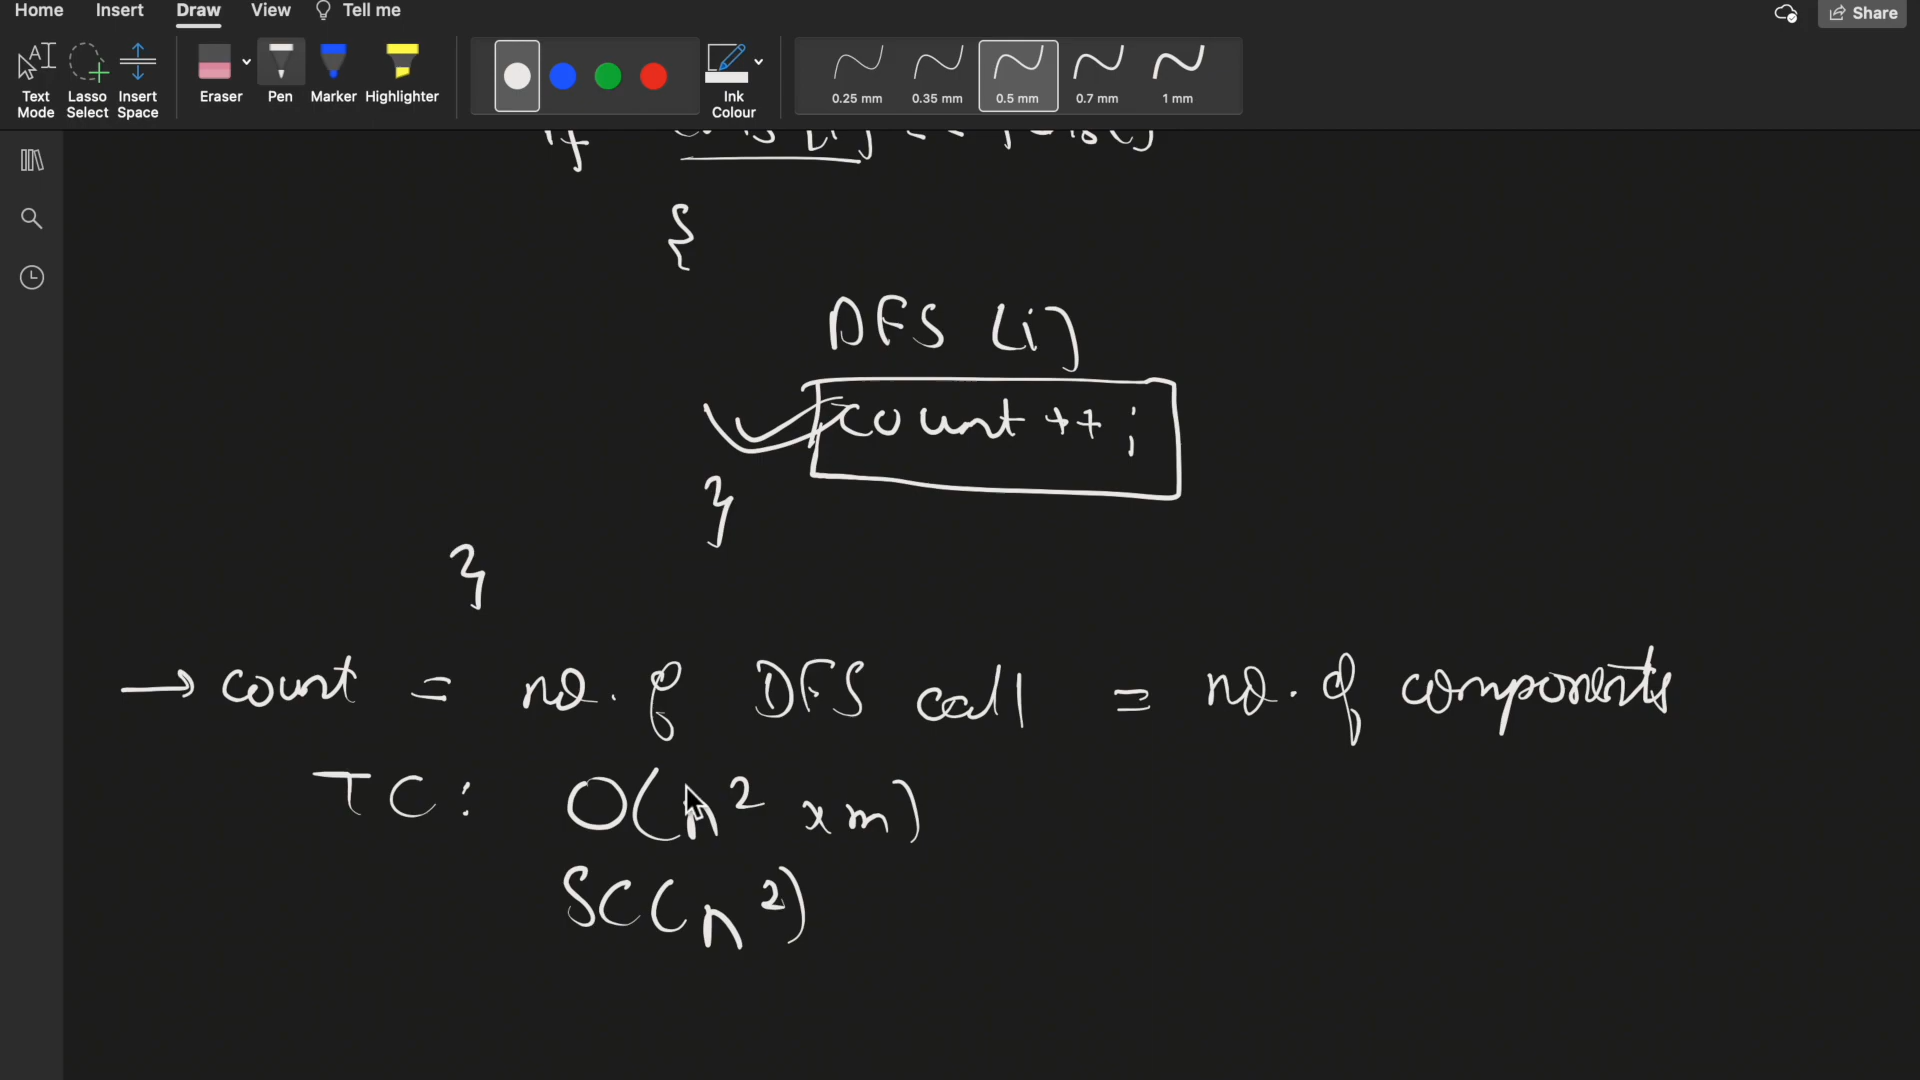 Home Insert Draw View Tell me Share
Text Mode Lasso Select Insert Space Eraser Pen Marker Highlighter Ink Colour 0.25 mm 0.35 mm 0.5 mm 0.7 mm 1 mm
if
{
DFS (i)
count ++ ;
}
}
→ count = no. of DFS call = no. of components
TC: O(n² x m)
SC(n²)